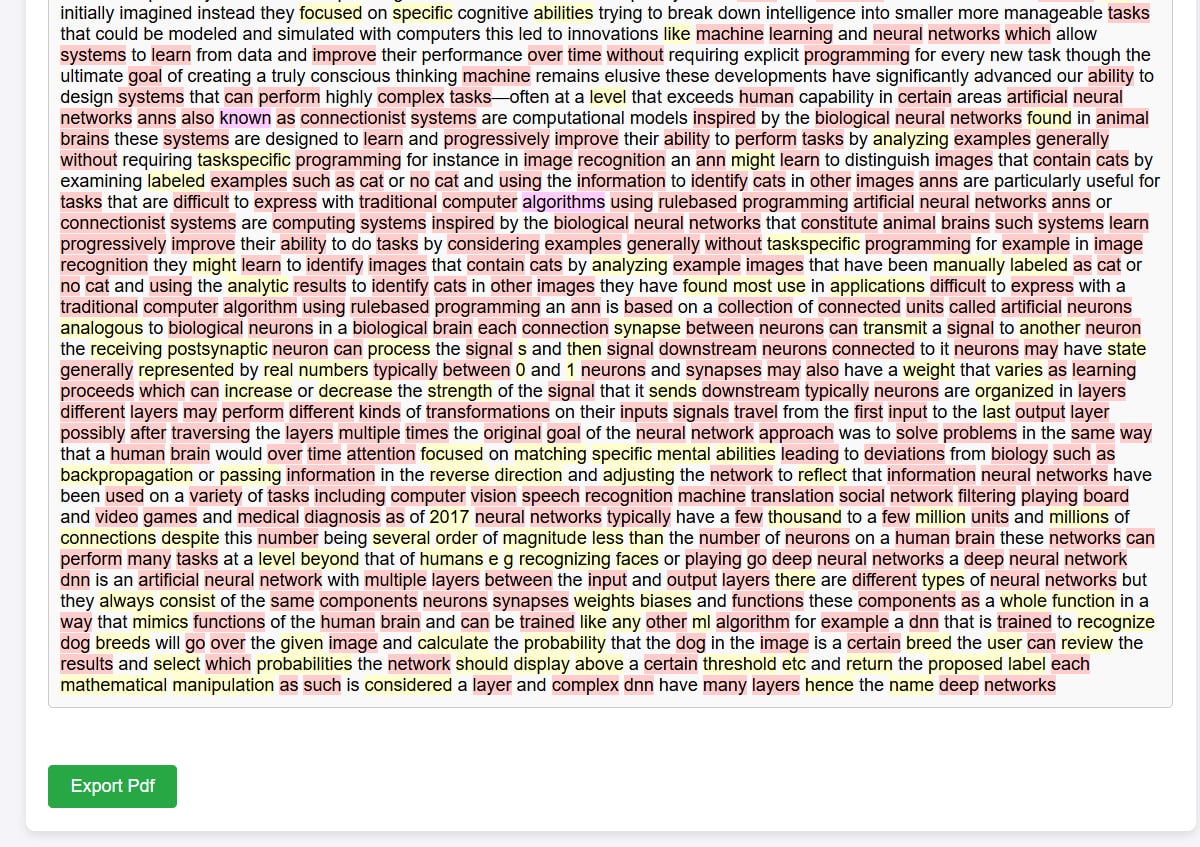 initially imagined instead they focused on specific cognitive abilities trying to break down intelligence into smaller more manageable tasks
that could be modeled and simulated with computers this led to innovations like machine learning and neural networks which allow
systems to learn from data and improve their performance over time without requiring explicit programming for every new task though the
ultimate goal of creating a truly conscious thinking machine remains elusive these developments have significantly advanced our ability to
design systems that can perform highly complex tasks—often at a level that exceeds human capability in certain areas artificial neural
networks anns also known as connectionist systems are computational models inspired by the biological neural networks found in animal
brains these systems are designed to learn and progressively improve their ability to perform tasks by analyzing examples generally
without requiring taskspecific programming for instance in image recognition an ann might learn to distinguish images that contain cats by
examining labeled examples such as cat or no cat and using the information to identify cats in other images anns are particularly useful for
tasks that are difficult to express with traditional computer algorithms using rulebased programming artificial neural networks anns or
connectionist systems are computing systems inspired by the biological neural networks that constitute animal brains such systems learn
progressively improve their ability to do tasks by considering examples generally without taskspecific programming for example in image
recognition they might learn to identify images that contain cats by analyzing example images that have been manually labeled as cat or
no cat and using the analytic results to identify cats in other images they have found most use in applications difficult to express with a
traditional computer algorithm using rulebased programming an ann is based on a collection of connected units called artificial neurons
analogous to biological neurons in a biological brain each connection synapse between neurons can transmit a signal to another neuron
the receiving postsynaptic neuron can process the signal s and then signal downstream neurons connected to it neurons may have state
generally represented by real numbers typically between 0 and 1 neurons and synapses may also have a weight that varies as learning
proceeds which can increase or decrease the strength of the signal that it sends downstream typically neurons are organized in layers
different layers may perform different kinds of transformations on their inputs signals travel from the first input to the last output layer
possibly after traversing the layers multiple times the original goal of the neural network approach was to solve problems in the same way
that a human brain would over time attention focused on matching specific mental abilities leading to deviations from biology such as
backpropagation or passing information in the reverse direction and adjusting the network to reflect that information neural networks have
been used on a variety of tasks including computer vision speech recognition machine translation social network filtering playing board
and video games and medical diagnosis as of 2017 neural networks typically have a few thousand to a few million units and millions of
connections despite this number being several order of magnitude less than the number of neurons on a human brain these networks can
perform many tasks at a level beyond that of humans e g recognizing faces or playing go deep neural networks a deep neural network
dnn is an artificial neural network with multiple layers between the input and output layers there are different types of neural networks but
they always consist of the same components neurons synapses weights biases and functions these components as a whole function in a
way that mimics functions of the human brain and can be trained like any other ml algorithm for example a dnn that is trained to recognize
dog breeds will go over the given image and calculate the probability that the dog in the image is a certain breed the user can review the
results and select which probabilities the network should display above a certain threshold etc and return the proposed label each
mathematical manipulation as such is considered a layer and complex dnn have many layers hence the name deep networks
Export Pdf